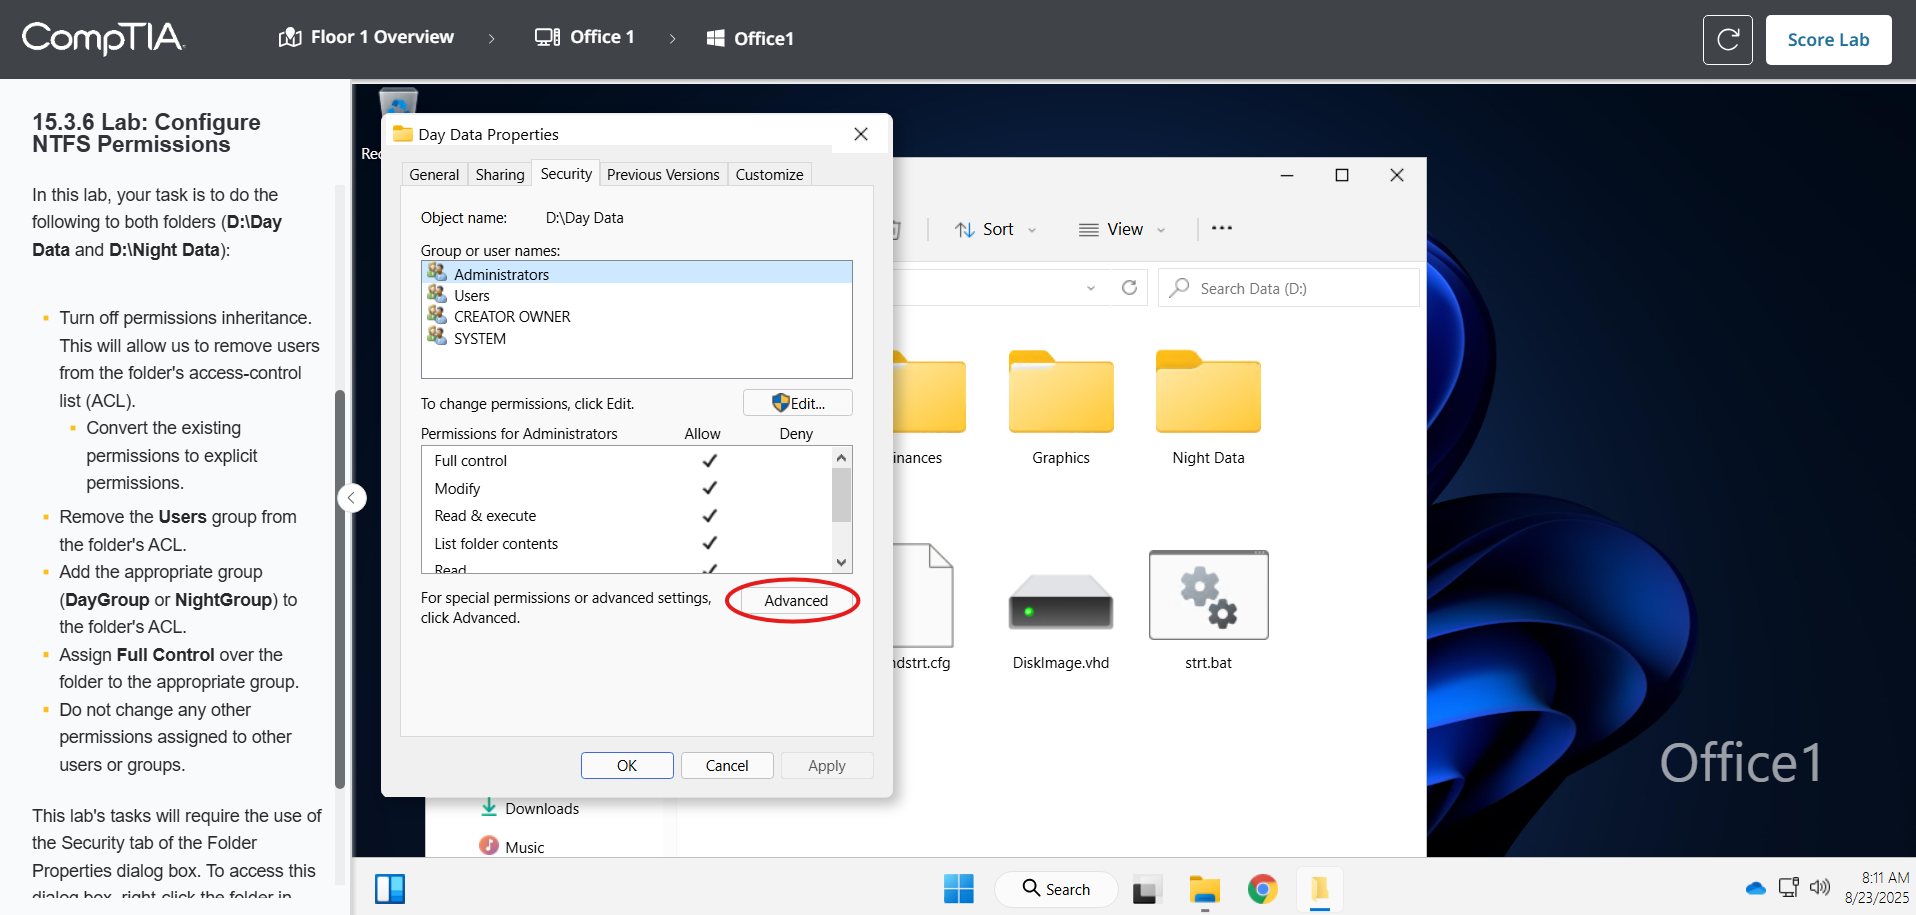 CompTIA.
Floor 1 Overview
Office 1
Office1
Score Lab
15.3.6 Lab: Configure
NTFS Permissions
In this lab, your task is to do the
following to both folders (D:\Day
Data and D:\Night Data):
Turn off permissions inheritance.
This will allow us to remove users
from the folder's access-control
list (ACL).
Convert the existing
permissions to explicit
permissions.
Remove the Users group from
the folder's ACL.
Add the appropriate group
(DayGroup or NightGroup) to
the folder's ACL.
Assign Full Control over the
folder to the appropriate group.
Do not change any other
permissions assigned to other
users or groups.
This lab's tasks will require the use of
the Security tab of the Folder
Properties dialog box. To access this
dialog box, right-click the folder in
Rec
Day Data Properties
General Sharing Security Previous Versions Customize
Object name: D:\Day Data
Group or user names:
Administrators
Users
CREATOR OWNER
SYSTEM
To change permissions, click Edit.
Edit...
Permissions for Administrators Allow Deny
Full control
Modify
Read & execute
List folder contents
Read
For special permissions or advanced settings,
click Advanced.
Advanced
OK Cancel Apply
Sort View
Search Data (D:)
inances Graphics Night Data
ndstrt.cfg DiskImage.vhd strt.bat
Downloads
Music
Office1
Search
8:11 AM
8/23/2025